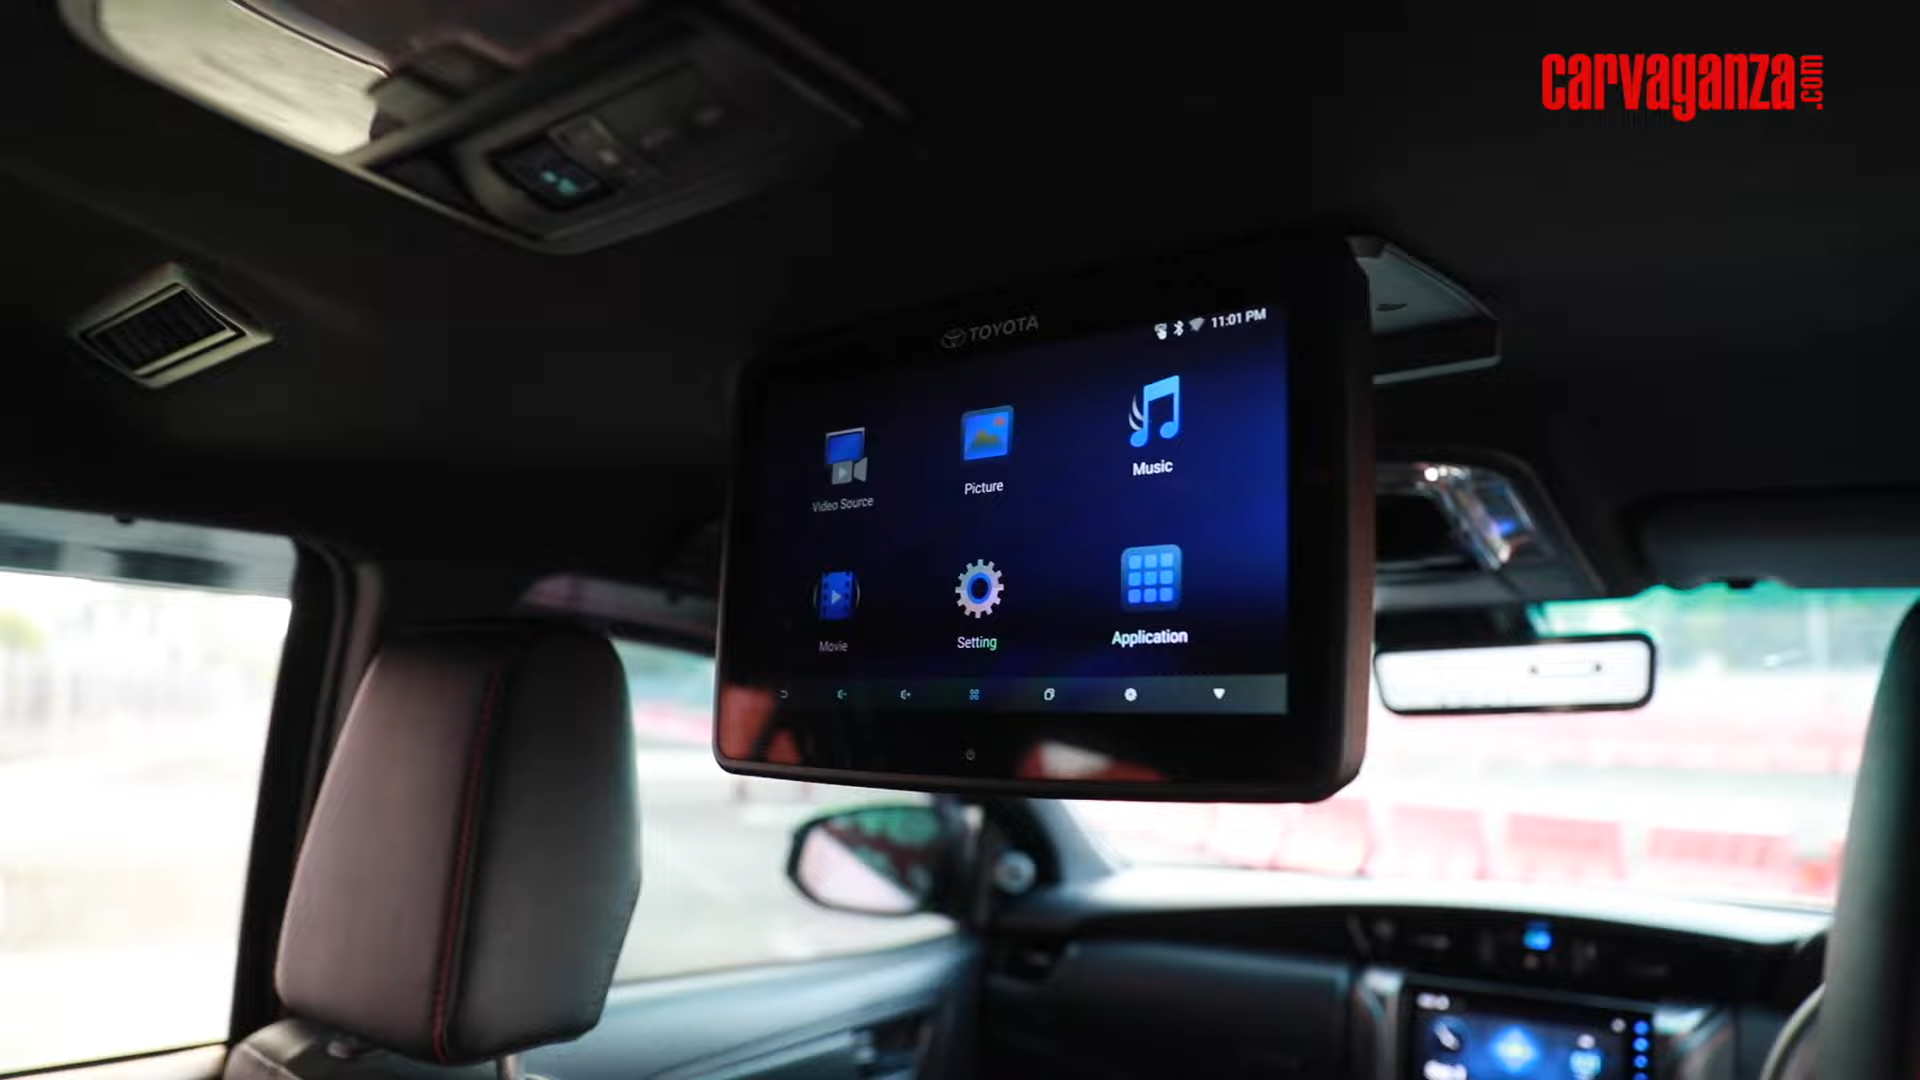 carvaganza.com
TOYOTA
11:01 PM
Video Source
Picture
Music
Movie
Setting
Application